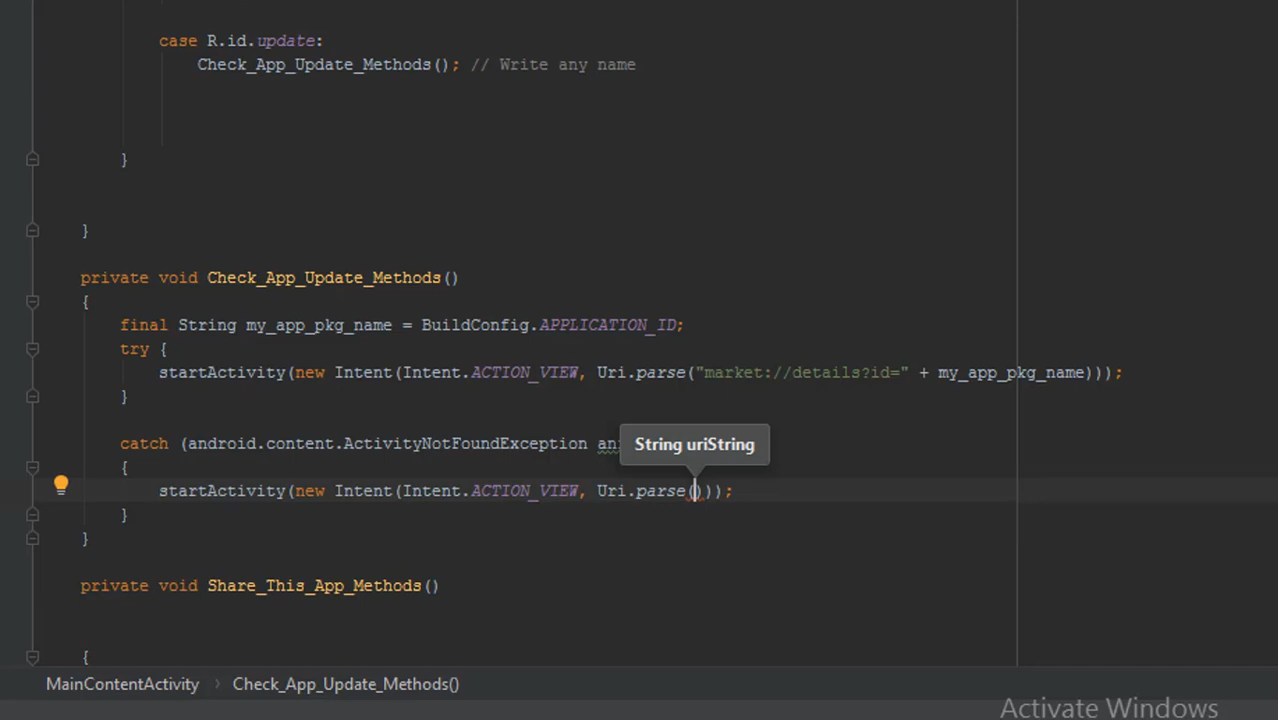 case R.id.update:
Check_App_Update_Methods(); // Write any name
}
}
private void Check_App_Update_Methods()
{
final String my_app_pkg_name = BuildConfig.APPLICATION_ID;
try {
startActivity(new Intent(Intent.ACTION_VIEW, Uri.parse("market://details?id=" + my_app_pkg_name)));
}
catch (android.content.ActivityNotFoundException
String uriString
{
startActivity(new Intent(Intent.ACTION_VIEW, Uri.parse()));
}
}
private void Share_This_App_Methods()
{
MainContentActivity › Check_App_Update_Methods()
Activate Windows